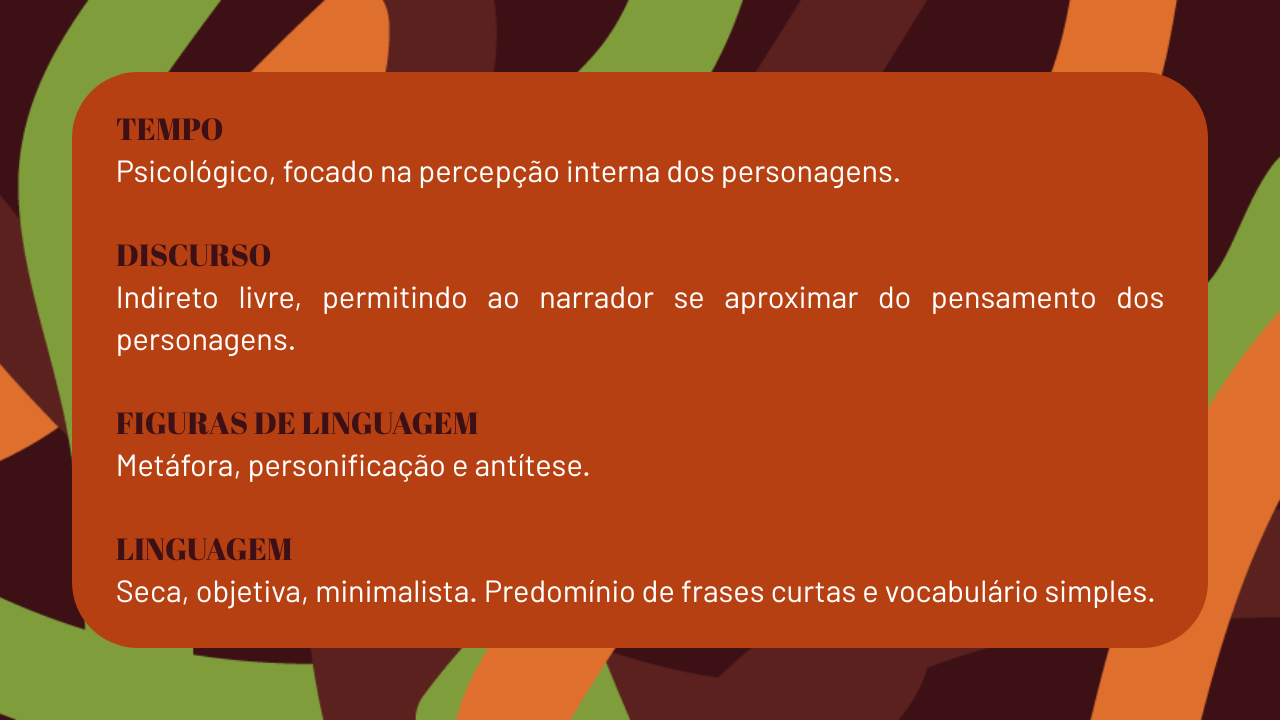 TEMPO
Psicológico, focado na percepção interna dos personagens.
DISCURSO
Indireto livre, permitindo ao narrador se aproximar do pensamento dos
personagens.
FIGURAS DE LINGUAGEM
Metáfora, personificação e antítese.
LINGUAGEM
Seca, objetiva, minimalista. Predomínio de frases curtas e vocabulário simples.